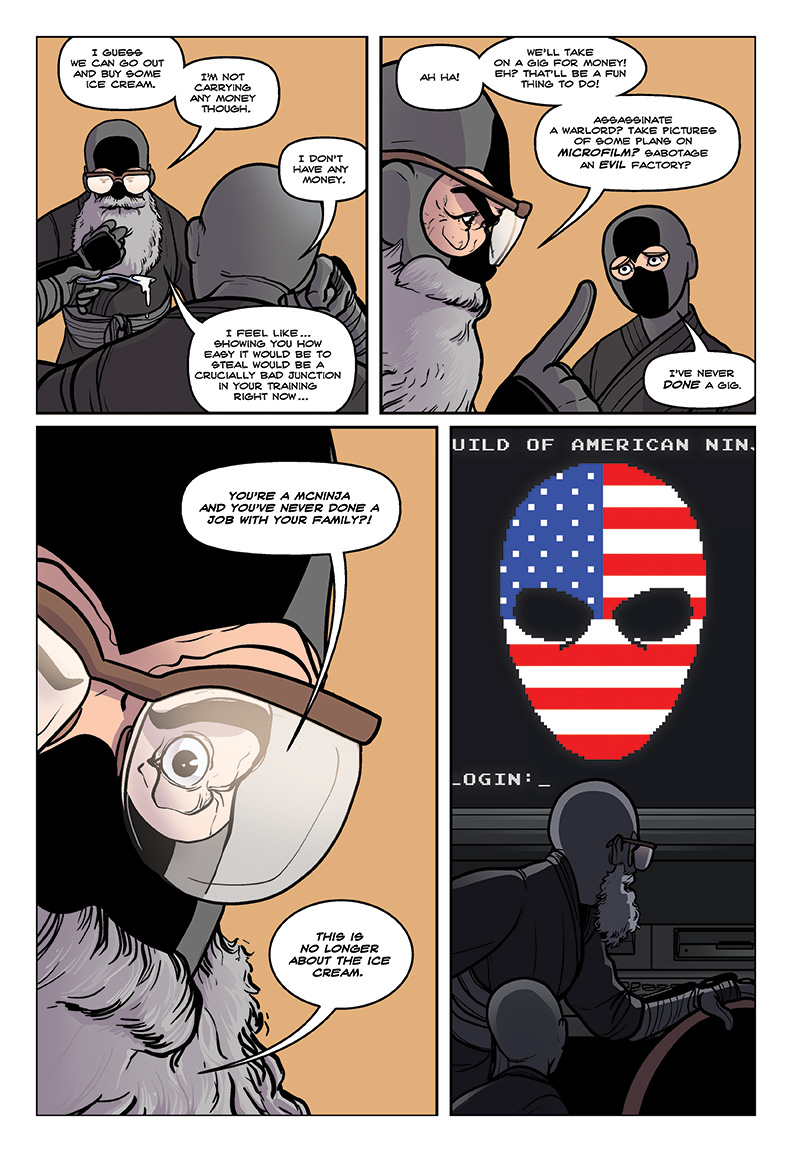 I GUESS
WE CAN GO OUT
AND BUY SOME
ICE CREAM.
I'M NOT
CARRYING
ANY MONEY
THOUGH.
I DON'T
HAVE ANY
MONEY.
I FEEL LIKE...
SHOWING YOU HOW
EASY IT WOULD BE TO
STEAL WOULD BE A
CRUCIALLY BAD JUNCTION
IN YOUR TRAINING
RIGHT NOW...
AH HA!
WE'LL TAKE
ON A GIG FOR MONEY!
EH? THAT'LL BE A FUN
THING TO DO!
ASSASSINATE
A WARLORD? TAKE PICTURES
OF SOME PLANS ON
MICROFILM? SABOTAGE
AN EVIL FACTORY?
I'VE NEVER
DONE A GIG.
YOU'RE A MCNINJA
AND YOU'VE NEVER DONE A
JOB WITH YOUR FAMILY?!
THIS IS
NO LONGER
ABOUT THE ICE
CREAM.
UILD OF AMERICAN NIN
LOGIN:_